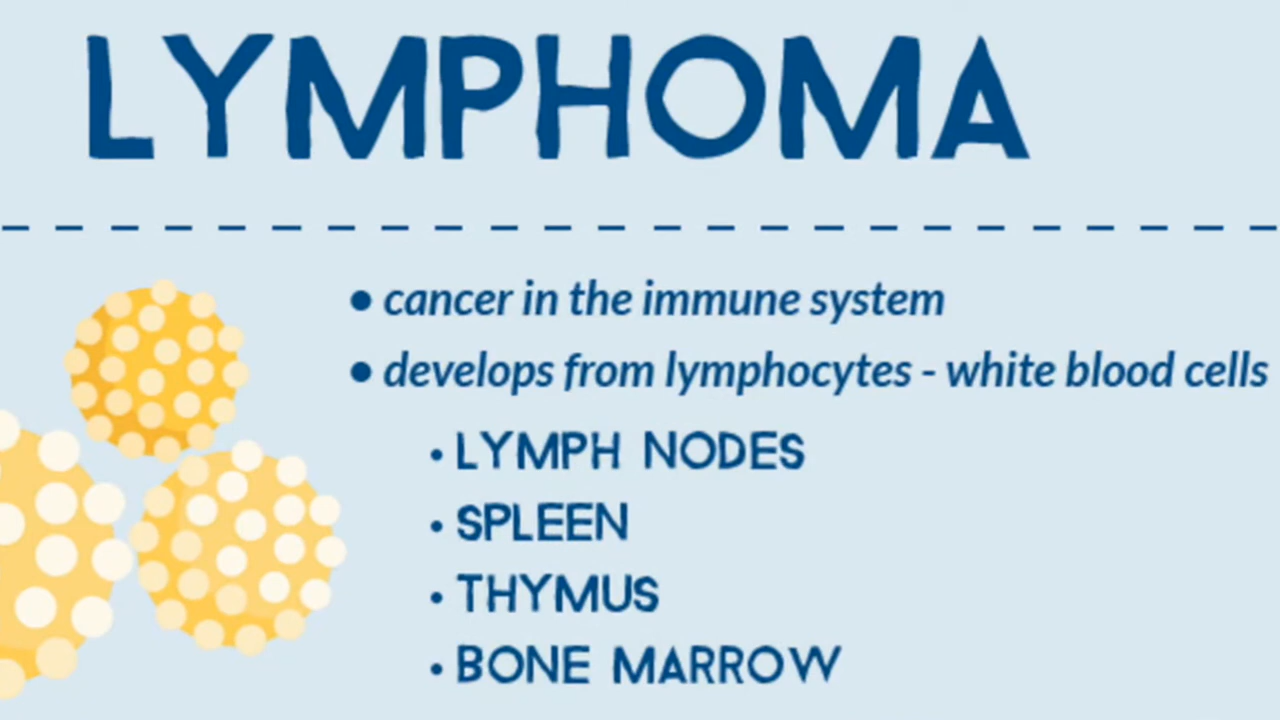 LYMPHOMA
• cancer in the immune system
• develops from lymphocytes - white blood cells
• LYMPH NODES
• SPLEEN
• THYMUS
• BONE MARROW